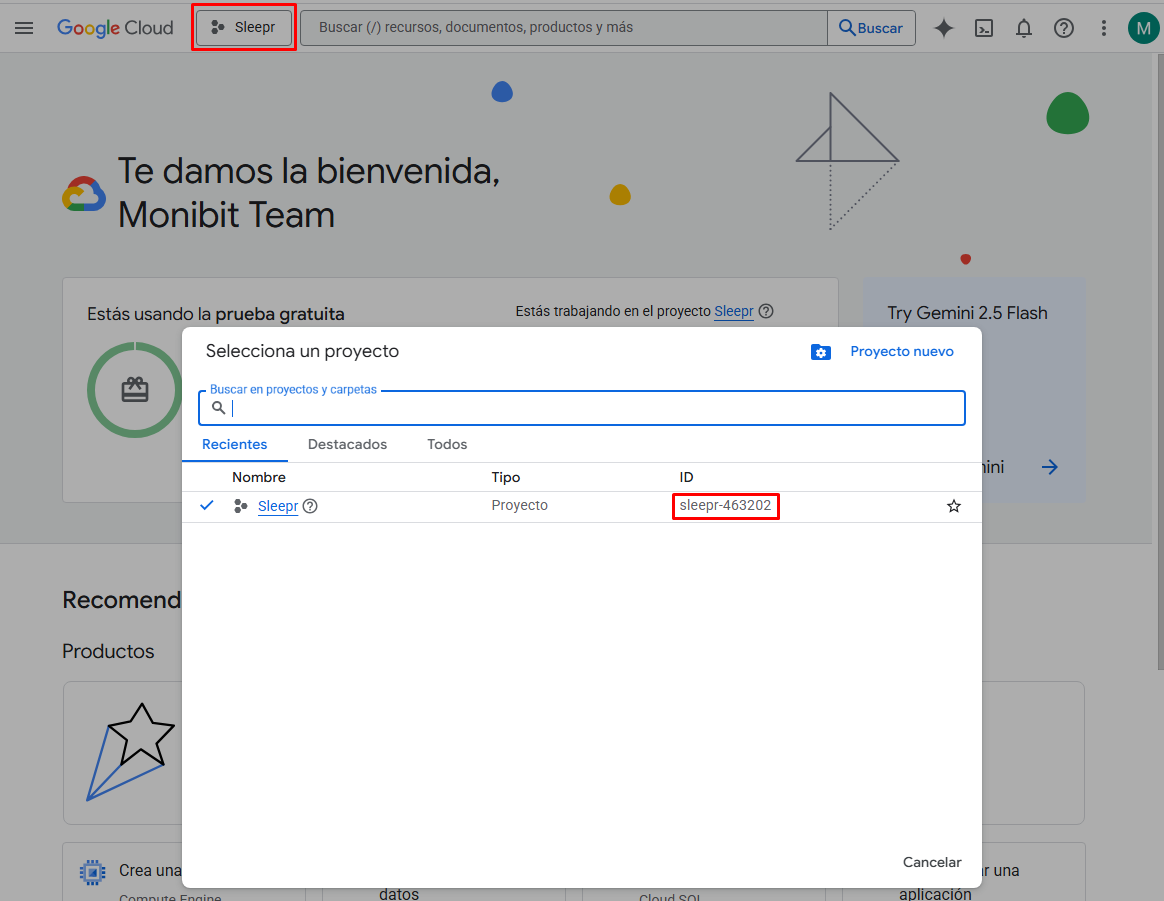 Google Cloud
Sleepr
Buscar (/) recursos, documentos, productos y más
Buscar
M
Te damos la bienvenida,
Monibit Team
Estás usando la prueba gratuita
Estás trabajando en el proyecto Sleepr
Try Gemini 2.5 Flash
Selecciona un proyecto
Proyecto nuevo
Buscar en proyectos y carpetas
Recientes
Destacados
Todos
Nombre
Tipo
ID
Sleepr
Proyecto
sleepr-463202
Recomend
Productos
Cancelar
Crea una
una
Compute Engine
datos
Cloud SQL
aplicación